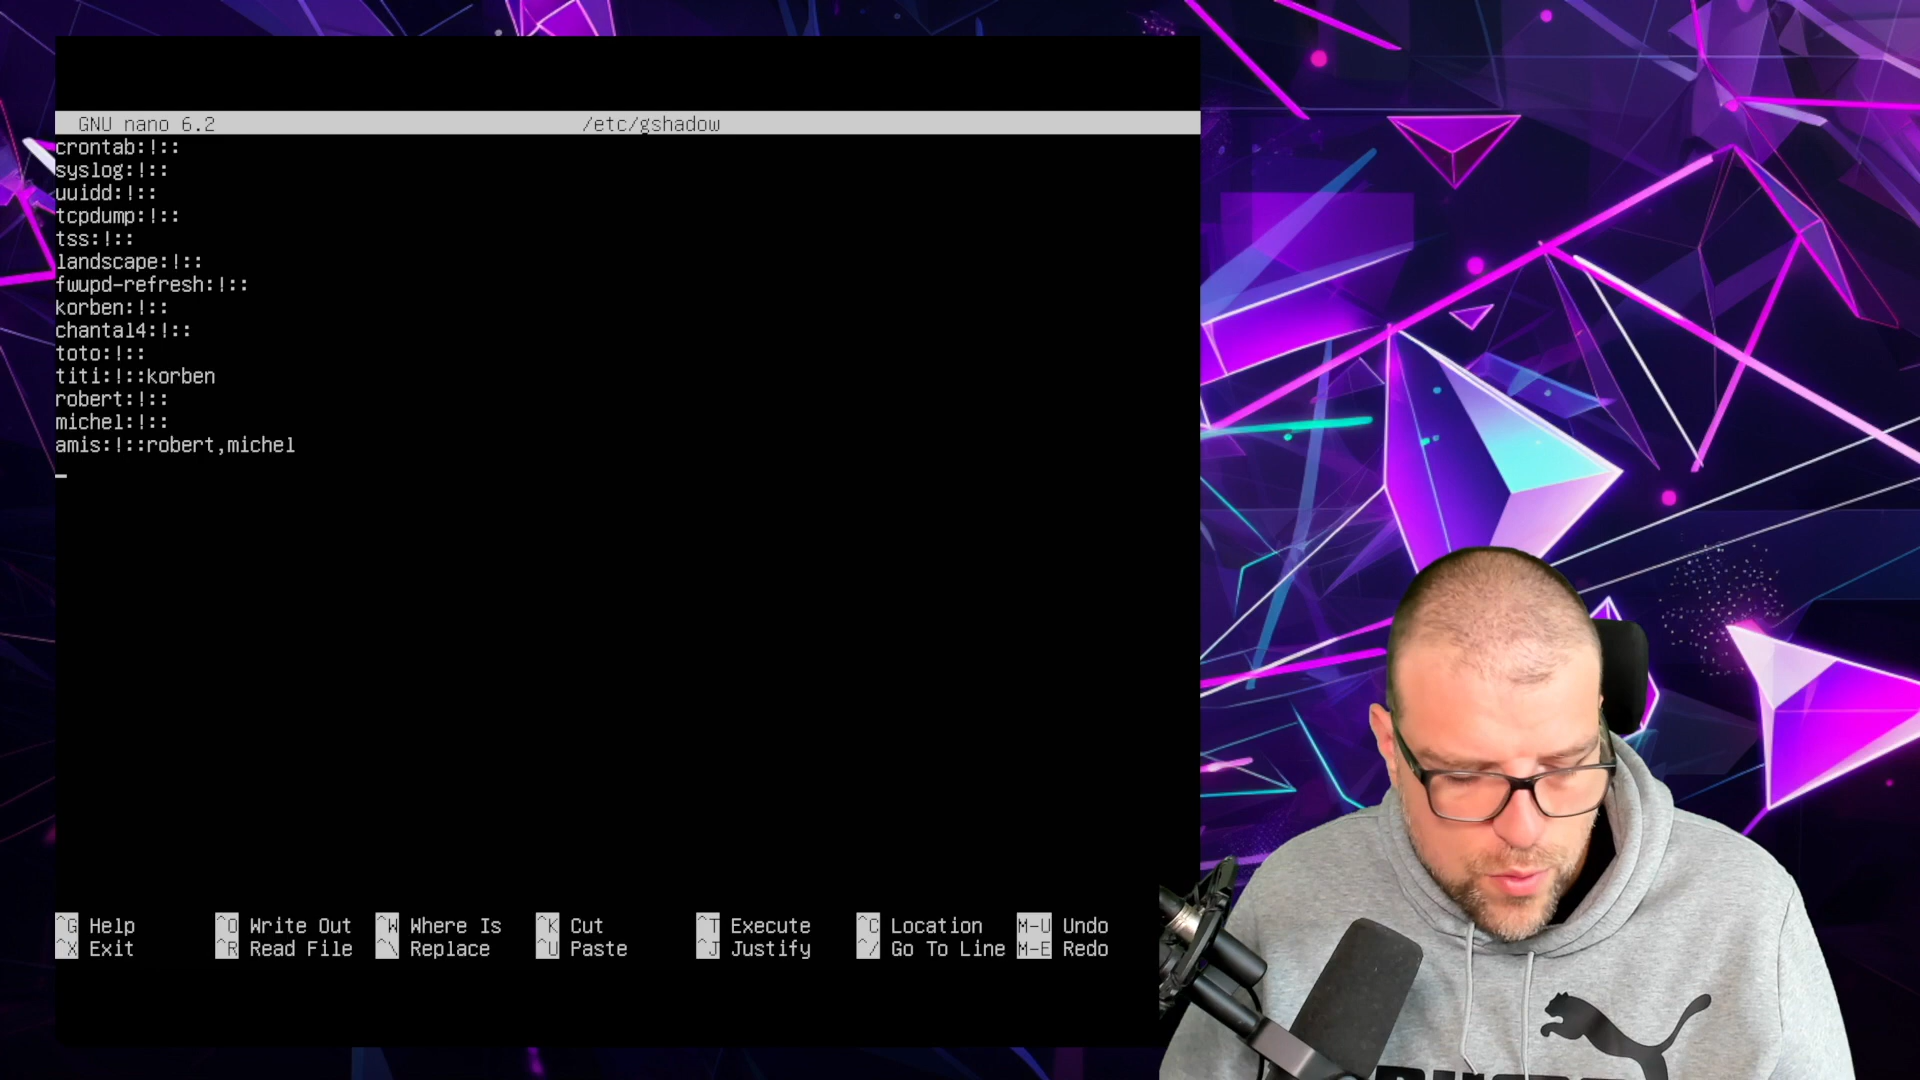 GNU nano 6.2 /etc/gshadow
crontab:!::
syslog:!::
uuidd:!::
tcpdump:!::
tss:!::
landscape:!::
fwupd-refresh:!::
korben:!::
chantal4:!::
toto:!::
titi:!::korben
robert:!::
michel:!::
amis:!::robert,michel
^G Help ^O Write Out ^W Where Is ^K Cut ^T Execute ^C Location M-U Undo
^X Exit ^R Read File ^\ Replace ^U Paste ^J Justify ^/ Go To Line M-E Redo